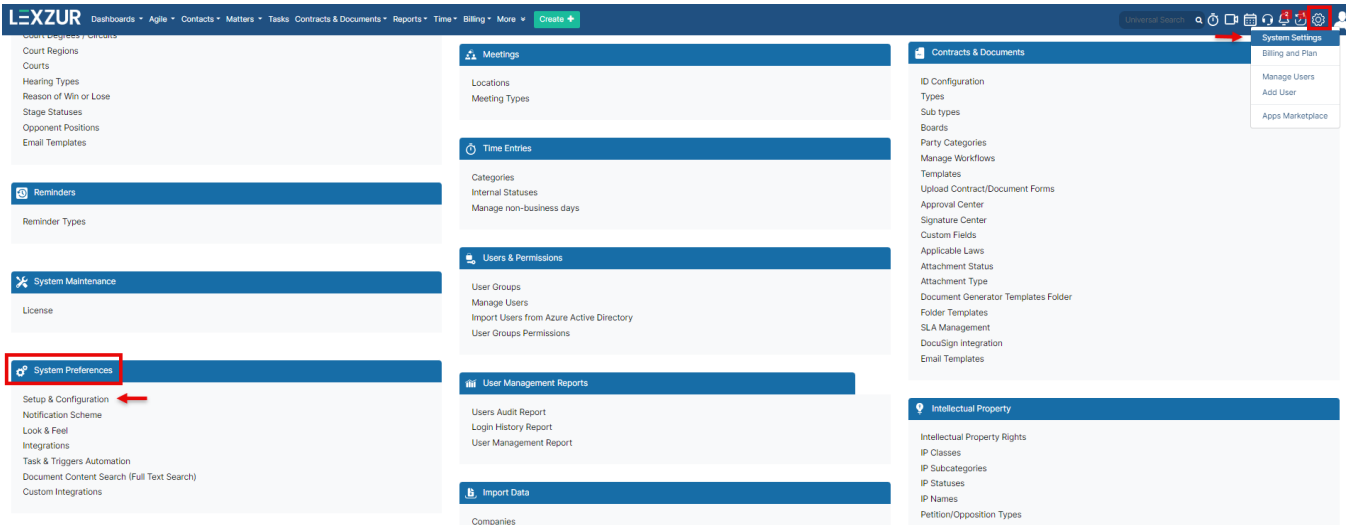 LEXZUR Dashboards Agile Contacts Matters Tasks Contracts & Documents Reports Time Billing More Create + Universal Search
System Settings
Billing and Plan
Manage Users
Add User
Apps Marketplace
Court Degrees / Circuits
Court Regions
Courts
Hearing Types
Reason of Win or Lose
Stage Statuses
Opponent Positions
Email Templates
Reminders
Reminder Types
System Maintenance
License
System Preferences
Setup & Configuration
Notification Scheme
Look & Feel
Integrations
Task & Triggers Automation
Document Content Search (Full Text Search)
Custom Integrations
Meetings
Locations
Meeting Types
Time Entries
Categories
Internal Statuses
Manage non-business days
Users & Permissions
User Groups
Manage Users
Import Users from Azure Active Directory
User Groups Permissions
User Management Reports
Users Audit Report
Login History Report
User Management Report
Import Data
Companies
Contracts & Documents
ID Configuration
Types
Sub types
Boards
Party Categories
Manage Workflows
Templates
Upload Contract/Document Forms
Approval Center
Signature Center
Custom Fields
Applicable Laws
Attachment Status
Attachment Type
Document Generator Templates Folder
Folder Templates
SLA Management
DocuSign integration
Email Templates
Intellectual Property
Intellectual Property Rights
IP Classes
IP Subcategories
IP Statuses
IP Names
Petition/Opposition Types